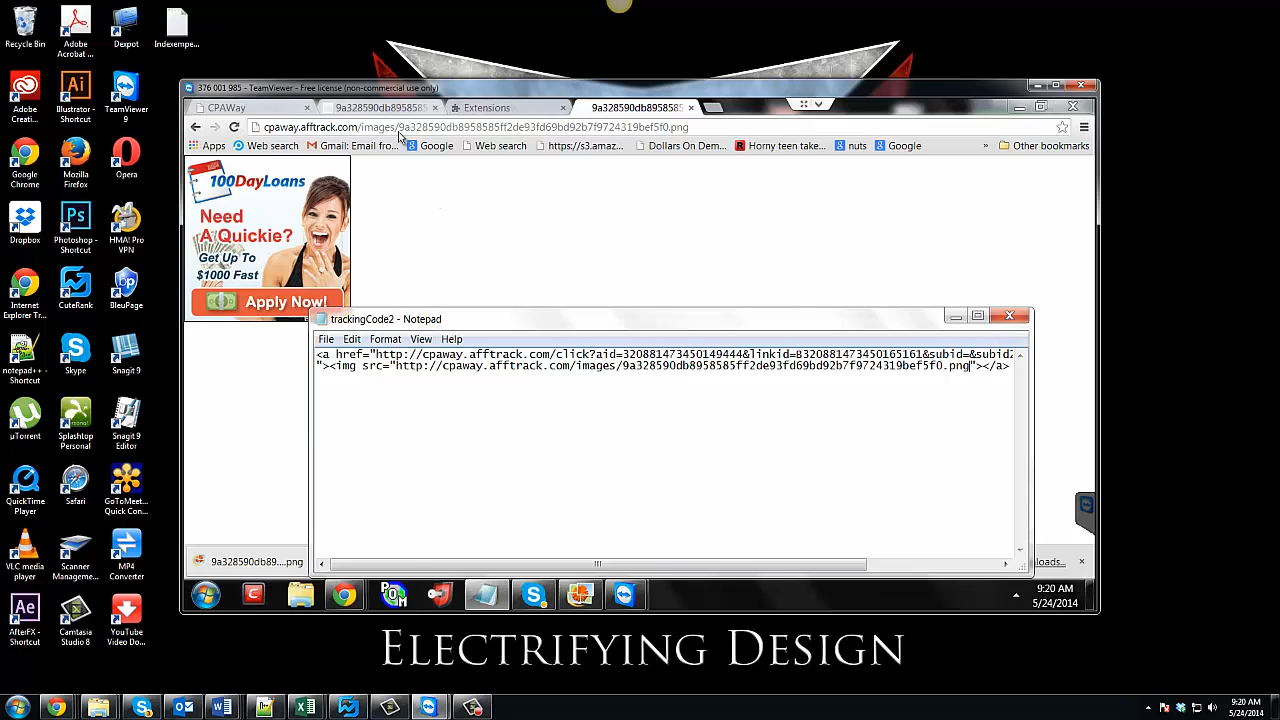 Recycle Bin
Adobe Acrobat ...
Dexpot
Indexempe...
Adobe Creati...
Illustrator - Shortcut
TeamViewer 9
Google Chrome
Mozilla Firefox
Opera
Dropbox
Photoshop - Shortcut
HMA! Pro VPN
Internet Explorer Tr...
CuteRank
BleuPage
notepad++ - Shortcut
Skype
Snagit 9
µTorrent
Splashtop Personal
Snagit 9 Editor
QuickTime Player
Safari
GoToMeet... Quick Con...
VLC media player
Scanner Manageme...
MP4 Converter
AfterFX - Shortcut
Camtasia Studio 8
YouTube Video Do...
376 001 985 - TeamViewer - Free license (non-commercial use only)
CPAWay
9a328590db8958585
Extensions
9a328590db8958585
cpaway.afftrack.com/images/9a328590db8958585ff2de93fd69bd92b7f9724319bef5f0.png
Apps
Web search
Gmail: Email fro...
Google
Web search
https://s3.amaz...
Dollars On Dem...
Horny teen take...
nuts
Google
»
Other bookmarks
100DayLoans
Need
A Quickie?
Get Up To
$1000 Fast
Apply Now!
trackingCode2 - Notepad
File Edit Format View Help
<a href="http://cpaway.afftrack.com/click?aid=320881473450149444&linkid=B320881473450165161&subid=&subid
"><img src="http://cpaway.afftrack.com/images/9a328590db8958585ff2de93fd69bd92b7f9724319bef5f0.png"></a>
9a328590db89....png
loads...
9:20 AM
5/24/2014
Electrifying Design
9:20 AM
5/24/2014